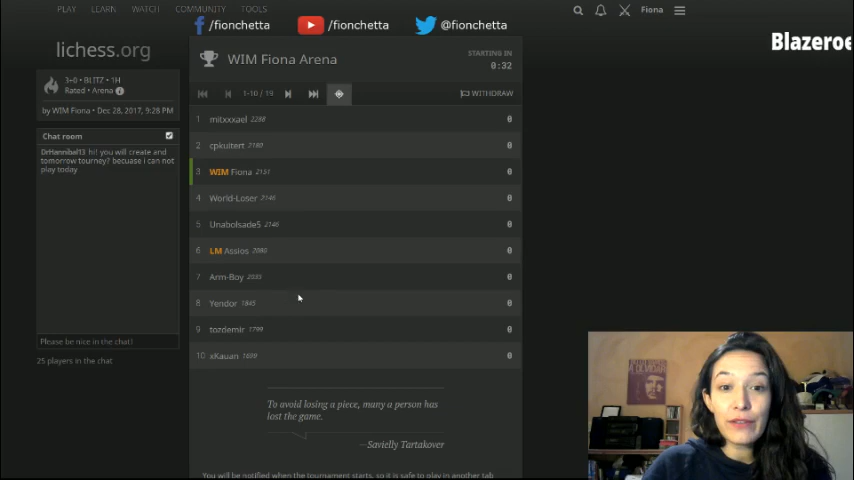 PLAY LEARN WATCH COMMUNITY TOOLS
Fiona
/fionchetta /fionchetta @fionchetta
lichess.org
Blazeroe
3+0 • BLITZ • 1H
Rated • Arena
by WIM Fiona • Dec 28, 2017, 9:28 PM
Chat room
DrHannibal13 hi! you will create and
tomorrow tourney? becuase i can not
play today
Please be nice in the chat!
25 players in the chat
WIM Fiona Arena
STARTING IN
0:32
1-10 / 19
WITHDRAW
1 mitxxxael 2288 0
2 cpkuitert 2180 0
3 WIM Fiona 2151 0
4 World-Loser 2146 0
5 Unabolsade5 2146 0
6 LM Assios 2080 0
7 Arm-Boy 2035 0
8 Yendor 1845 0
9 tozdemir 1799 0
10 xKauan 1699 0
To avoid losing a piece, many a person has
lost the game.
—Savielly Tartakover
You will be notified when the tournament starts, so it is safe to play in another tab